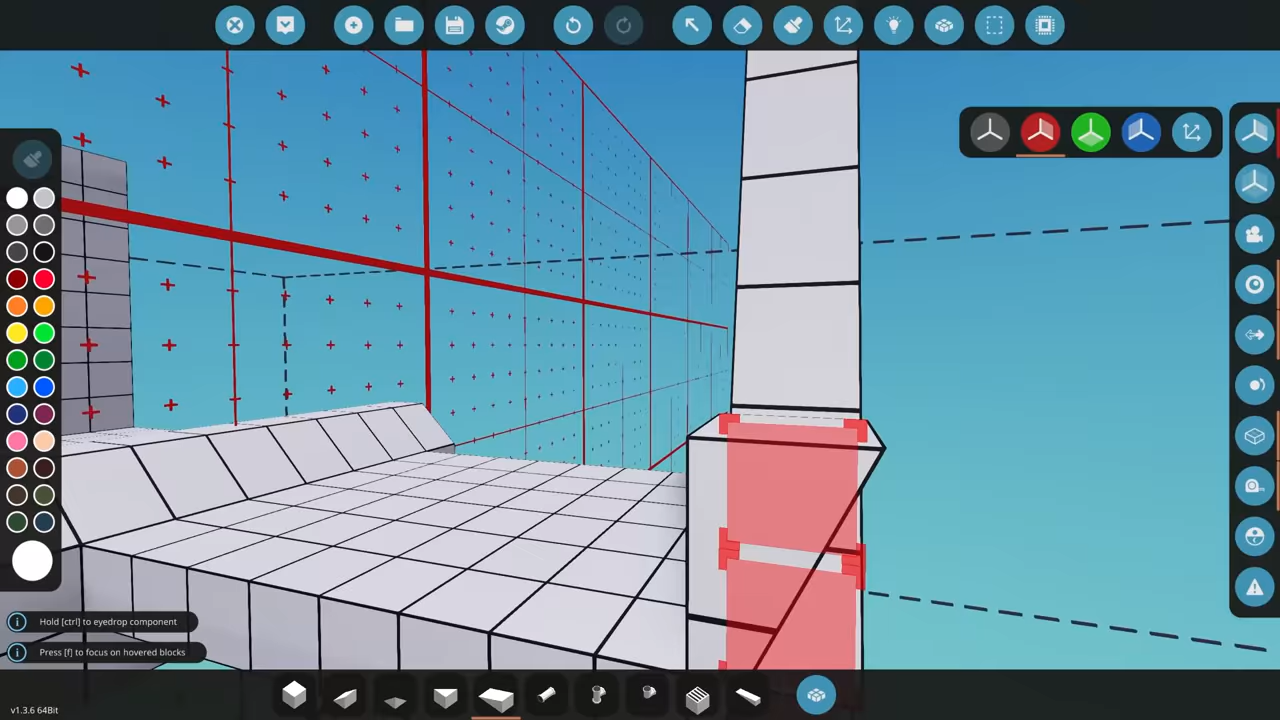 Hold [ctrl] to eyedrop component
Press [f] to focus on hovered blocks
v1.3.6 64Bit